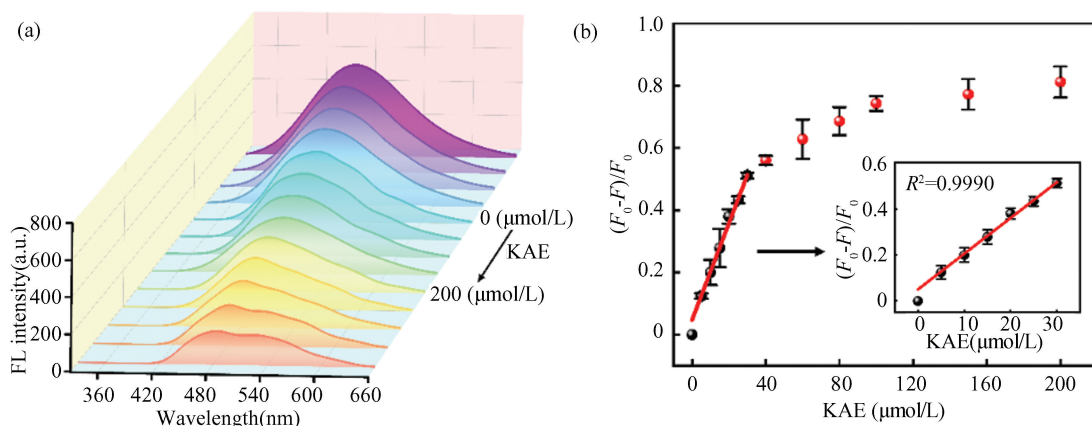 (a)
800
600
400
200
0
FL intensity(a.u.)
360 420 480 540 600 660
Wavelength(nm)
0 (μmol/L)
KAE
200 (μmol/L)
(b)
1.0
0.8
0.6
0.4
0.2
0
(F₀-F)/F₀
0 40 80 120 160 200
KAE (μmol/L)
R²=0.9990
0.6
0.4
0.2
0
(F₀-F)/F₀
0 10 20 30
KAE(μmol/L)